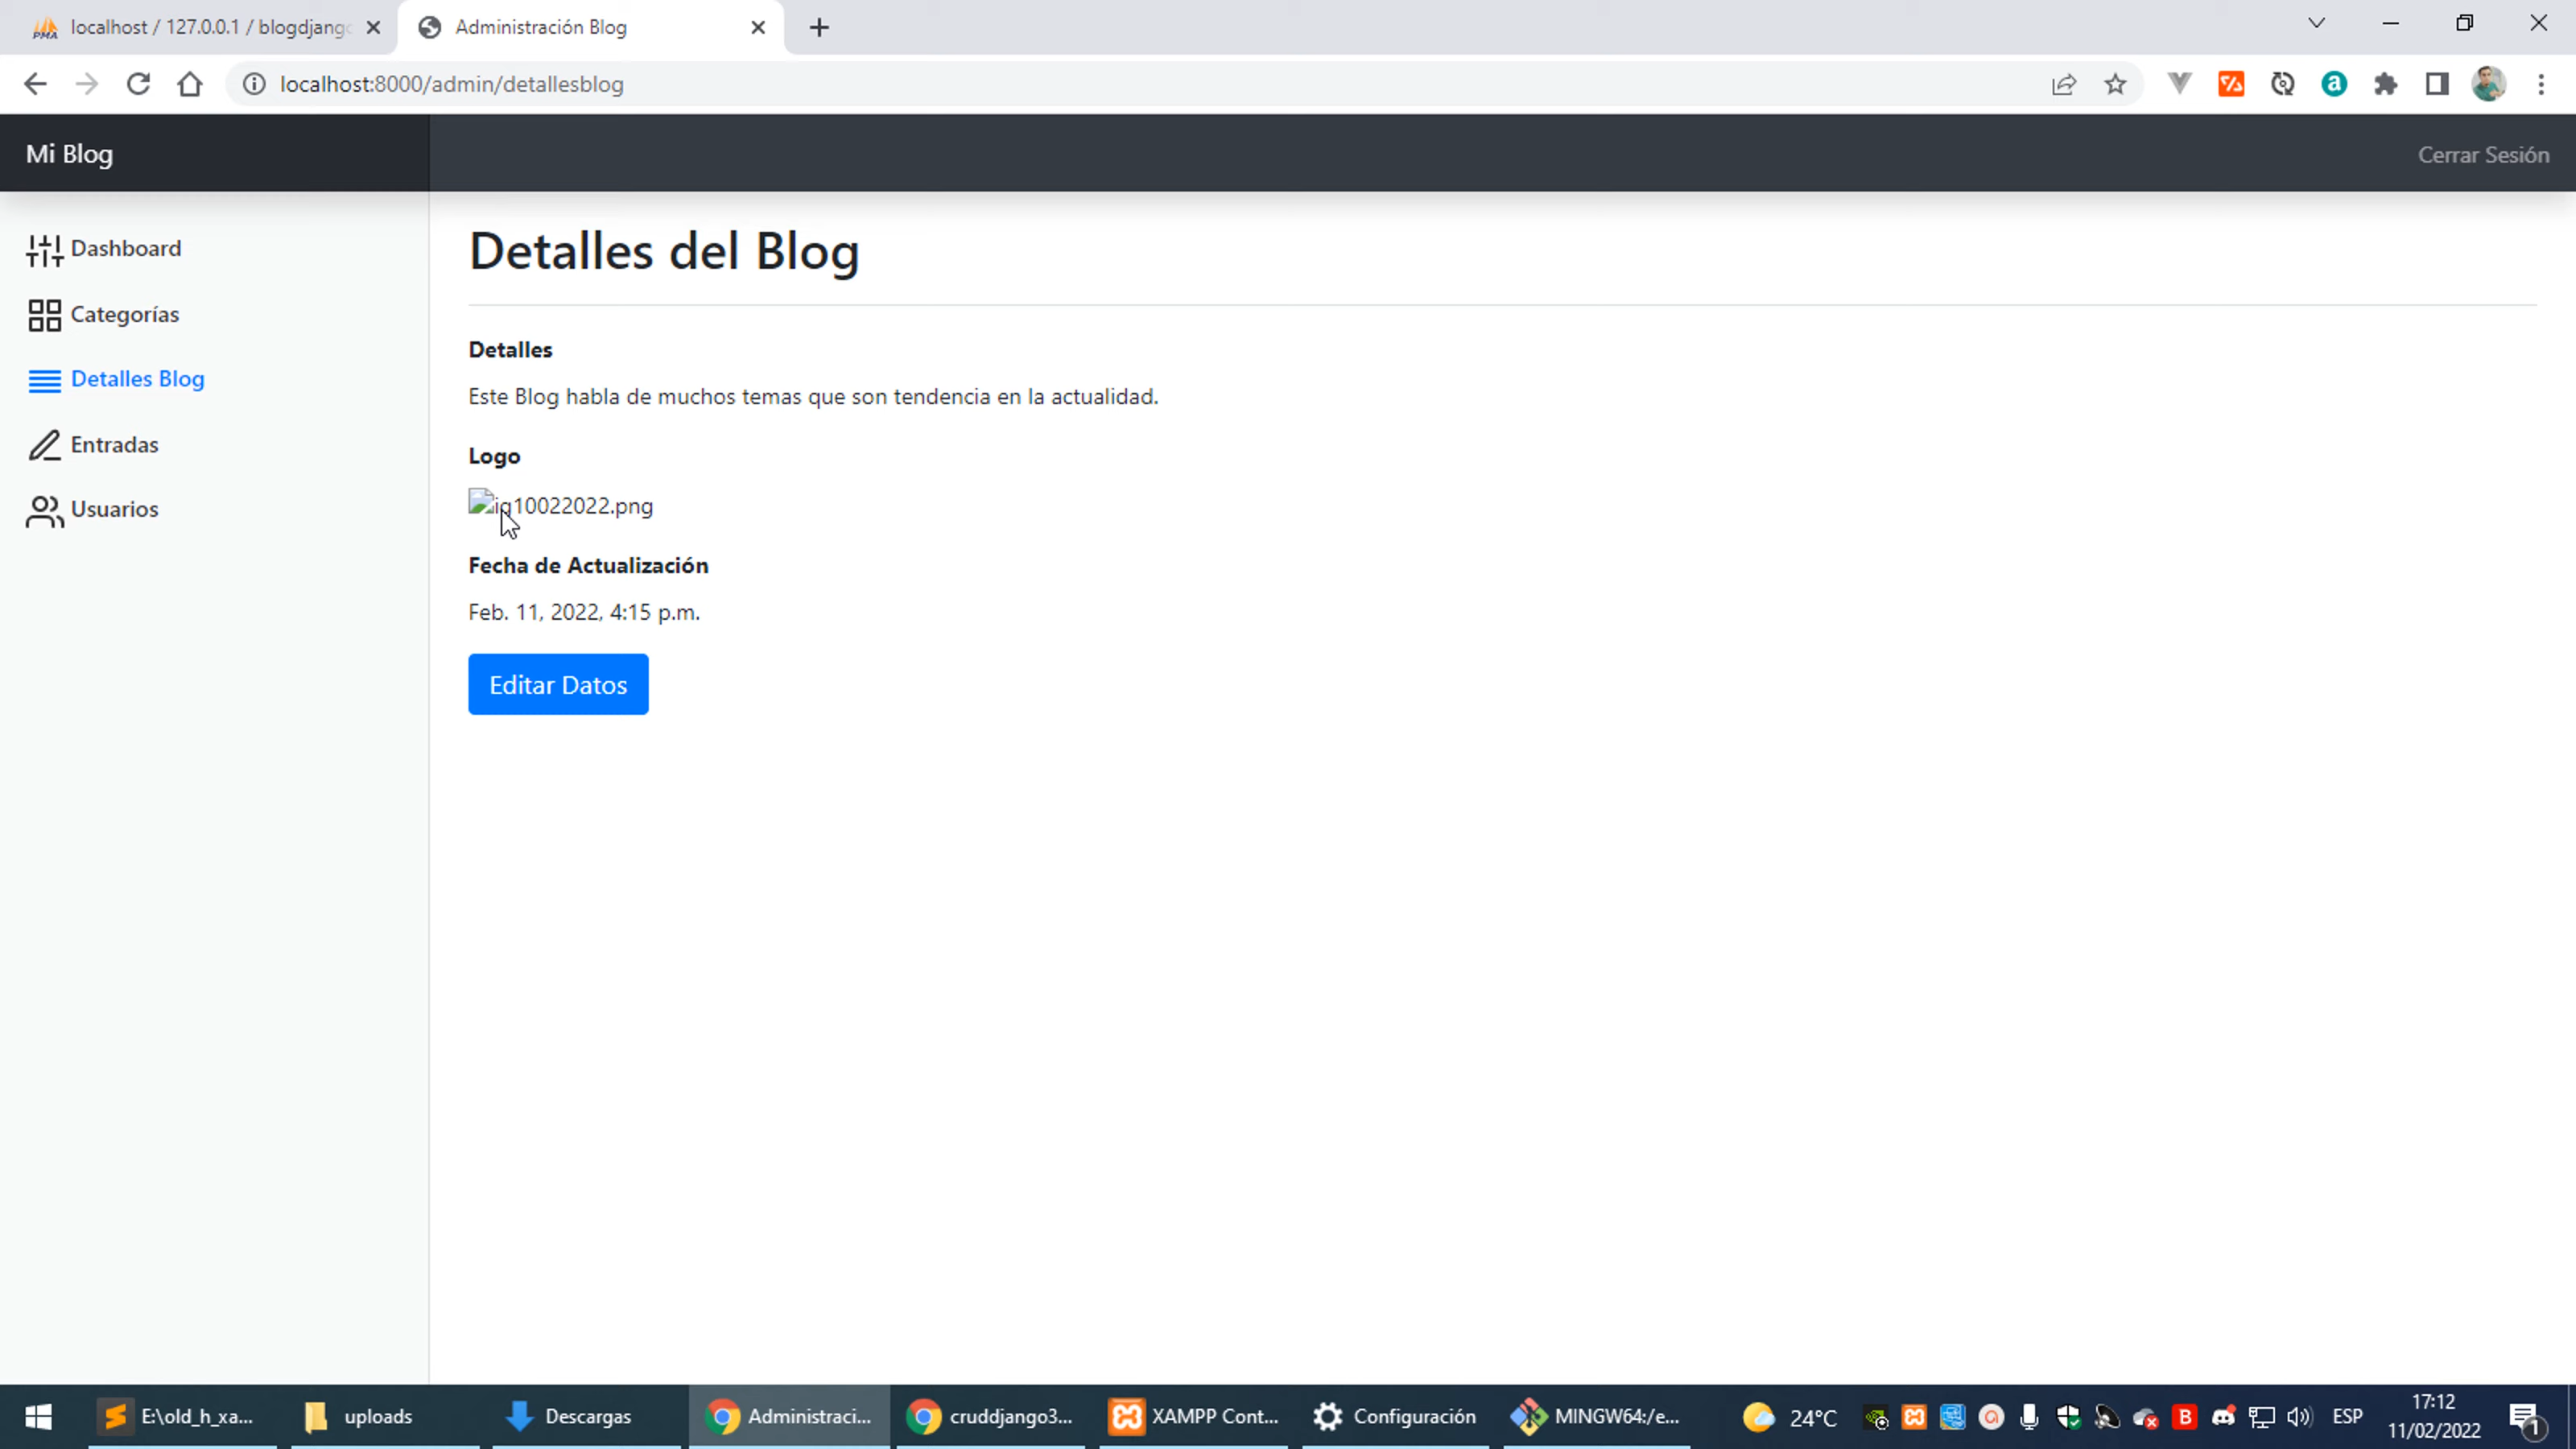 localhost / 127.0.0.1 / blogdjango
Administración Blog
localhost:8000/admin/detallesblog
Mi Blog
Cerrar Sesión
Dashboard
Categorías
Detalles Blog
Entradas
Usuarios
Detalles del Blog
Detalles
Este Blog habla de muchos temas que son tendencia en la actualidad.
Logo
iq10022022.png
Fecha de Actualización
Feb. 11, 2022, 4:15 p.m.
Editar Datos
E:\old_h_xa...
uploads
Descargas
Administraci...
cruddjango3...
XAMPP Cont...
Configuración
MINGW64:/e...
24°C
ESP
17:12
11/02/2022
1